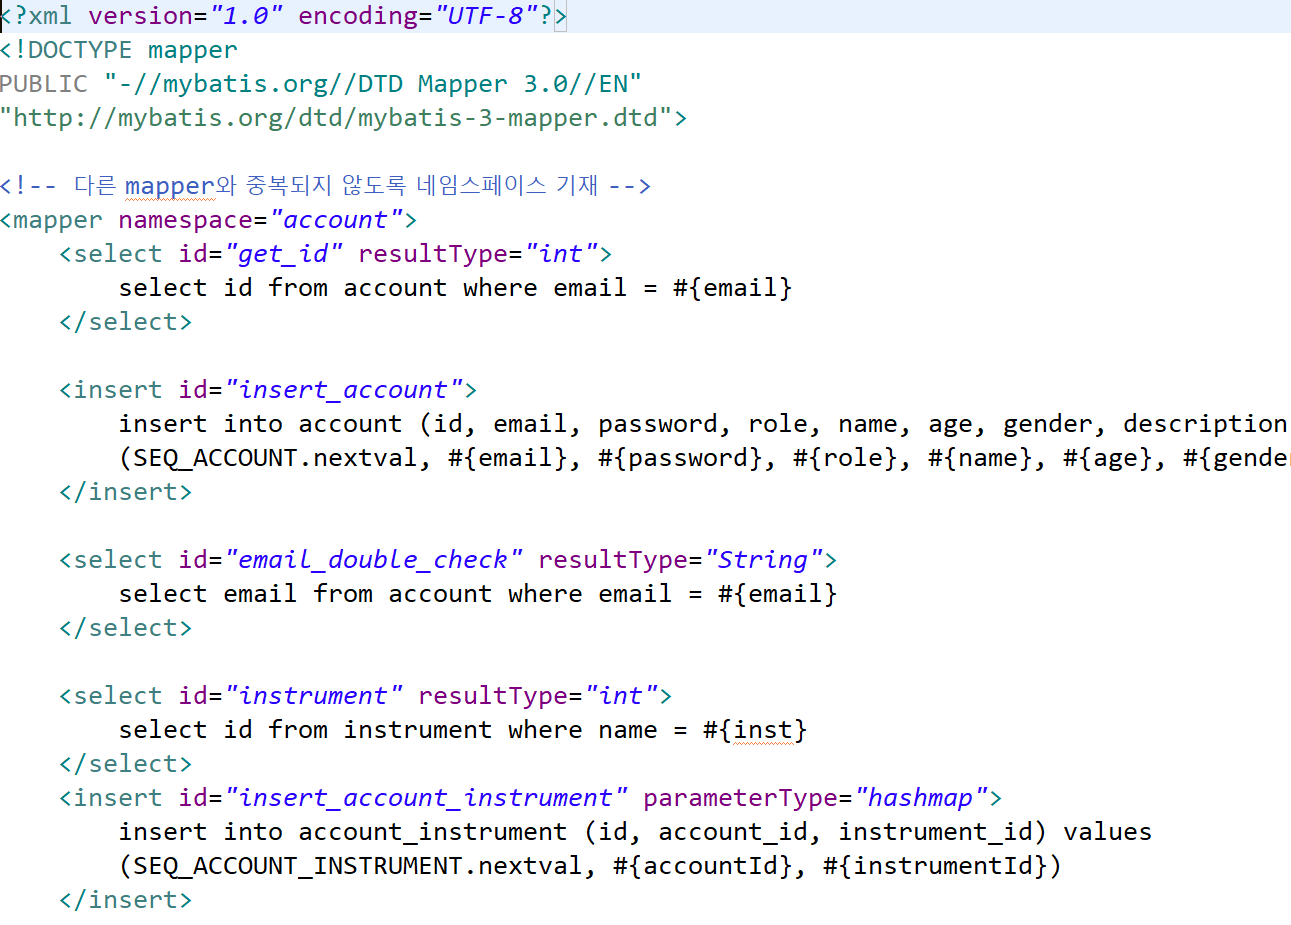 <?xml version="1.0" encoding="UTF-8"?>
<!DOCTYPE mapper
PUBLIC "-//mybatis.org//DTD Mapper 3.0//EN"
"http://mybatis.org/dtd/mybatis-3-mapper.dtd">
<!-- 다른 mapper와 중복되지 않도록 네임스페이스 기재 -->
<mapper namespace="account">
<select id="get_id" resultType="int">
select id from account where email = #{email}
</select>
<insert id="insert_account">
insert into account (id, email, password, role, name, age, gender, description
(SEQ_ACCOUNT.nextval, #{email}, #{password}, #{role}, #{name}, #{age}, #{gender
</insert>
<select id="email_double_check" resultType="String">
select email from account where email = #{email}
</select>
<select id="instrument" resultType="int">
select id from instrument where name = #{inst}
</select>
<insert id="insert_account_instrument" parameterType="hashmap">
insert into account_instrument (id, account_id, instrument_id) values
(SEQ_ACCOUNT_INSTRUMENT.nextval, #{accountId}, #{instrumentId})
</insert>